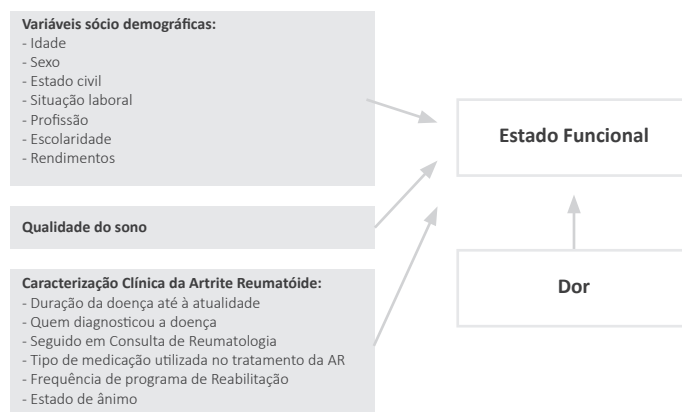 Variáveis sócio demográficas:
- Idade
- Sexo
- Estado civil
- Situação laboral
- Profissão
- Escolaridade
- Rendimentos
Estado Funcional
Qualidade do sono
Caracterização Clínica da Artrite Reumatóide:
- Duração da doença até à atualidade
- Quem diagnosticou a doença
- Seguido em Consulta de Reumatologia
- Tipo de medicação utilizada no tratamento da AR
- Frequência de programa de Reabilitação
- Estado de ânimo
Dor